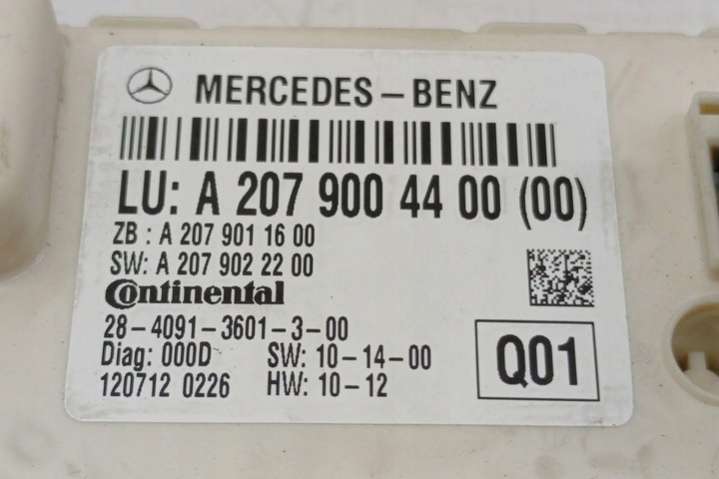 MERCEDES-BENZ
LU: A 207 900 44 00 (00)
ZB : A 207 901 16 00
SW: A 207 902 22 00
Continental
28-4091-3601-3-00
Diag: 000D SW: 10-14-00
120712 0226 HW: 10-12
Q01